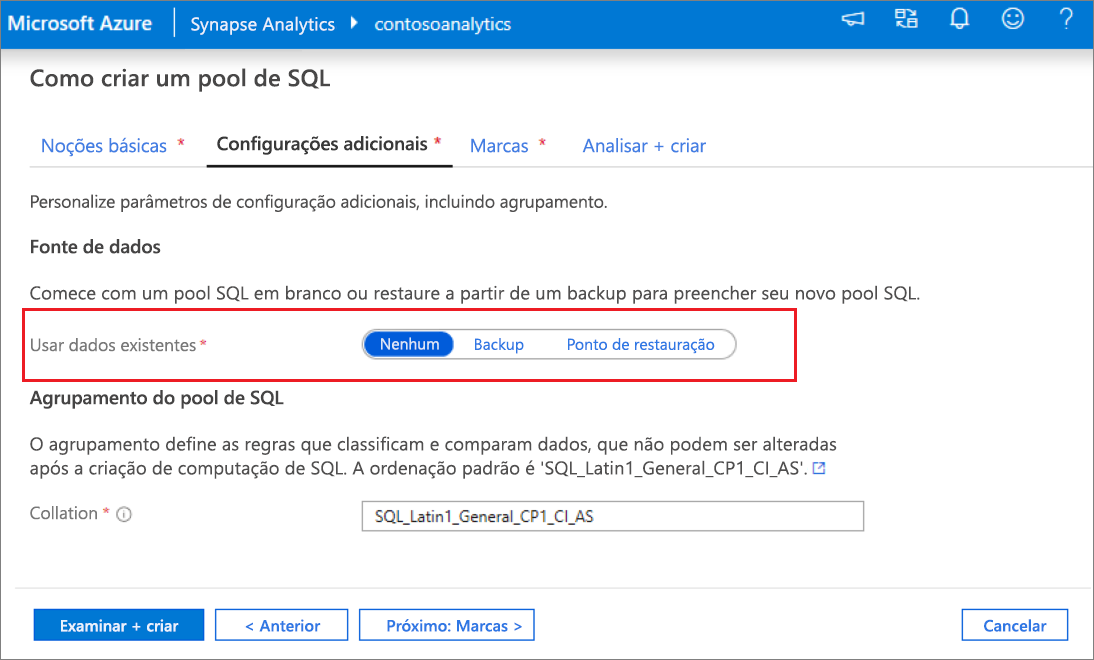 Microsoft Azure Synapse Analytics contosoanalytics ?
Como criar um pool de SQL
Noções básicas * Configurações adicionais * Marcas * Analisar + criar
Personalize parâmetros de configuração adicionais, incluindo agrupamento.
Fonte de dados
Comece com um pool SQL em branco ou restaure a partir de um backup para preencher seu novo pool SQL.
Usar dados existentes * Nenhum Backup Ponto de restauração
Agrupamento do pool de SQL
O agrupamento define as regras que classificam e comparam dados, que não podem ser alteradas
após a criação de computação de SQL. A ordenação padrão é 'SQL_Latin1_General_CP1_CI_AS'.
Collation * SQL_Latin1_General_CP1_CI_AS
Examinar + criar < Anterior Próximo: Marcas > Cancelar